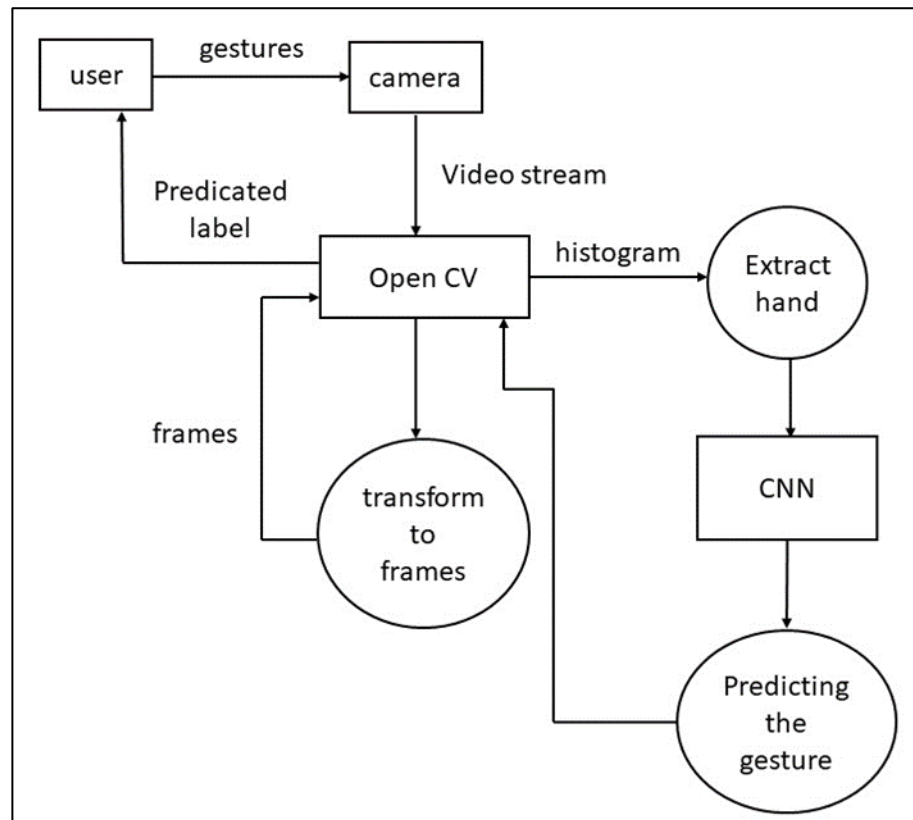 gestures
user
camera
Predicated
label
Video stream
Open CV
histogram
Extract
hand
frames
transform
to
frames
CNN
Predicting
the
gesture